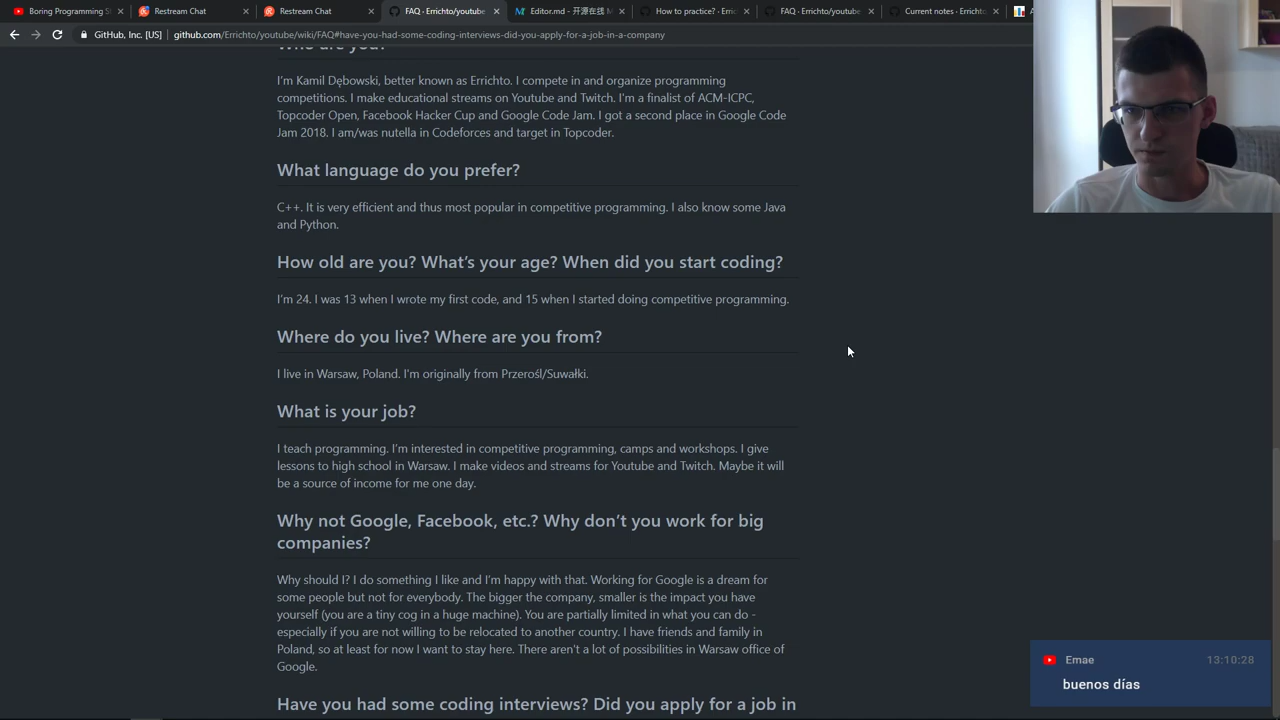 Boring Programming St
Restream Chat
Restream Chat
FAQ · Errichto/youtube
Editor.md - 开源在线 M
How to practice? · Erric
FAQ · Errichto/youtube
Current notes · Errichto
GitHub, Inc. [US]
github.com/Errichto/youtube/wiki/FAQ#have-you-had-some-coding-interviews-did-you-apply-for-a-job-in-a-company
Who are you?
I'm Kamil Dębowski, better known as Errichto. I compete in and organize programming
competitions. I make educational streams on Youtube and Twitch. I'm a finalist of ACM-ICPC,
Topcoder Open, Facebook Hacker Cup and Google Code Jam. I got a second place in Google Code
Jam 2018. I am/was nutella in Codeforces and target in Topcoder.
What language do you prefer?
C++. It is very efficient and thus most popular in competitive programming. I also know some Java
and Python.
How old are you? What's your age? When did you start coding?
I'm 24. I was 13 when I wrote my first code, and 15 when I started doing competitive programming.
Where do you live? Where are you from?
I live in Warsaw, Poland. I'm originally from Przerośl/Suwałki.
What is your job?
I teach programming. I'm interested in competitive programming, camps and workshops. I give
lessons to high school in Warsaw. I make videos and streams for Youtube and Twitch. Maybe it will
be a source of income for me one day.
Why not Google, Facebook, etc.? Why don't you work for big
companies?
Why should I? I do something I like and I'm happy with that. Working for Google is a dream for
some people but not for everybody. The bigger the company, smaller is the impact you have
yourself (you are a tiny cog in a huge machine). You are partially limited in what you can do -
especially if you are not willing to be relocated to another country. I have friends and family in
Poland, so at least for now I want to stay here. There aren't a lot of possibilities in Warsaw office of
Google.
Have you had some coding interviews? Did you apply for a job in
Emae
13:10:28
buenos días